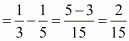 = 1/3 - 1/5 = (5-3)/15 = 2/15